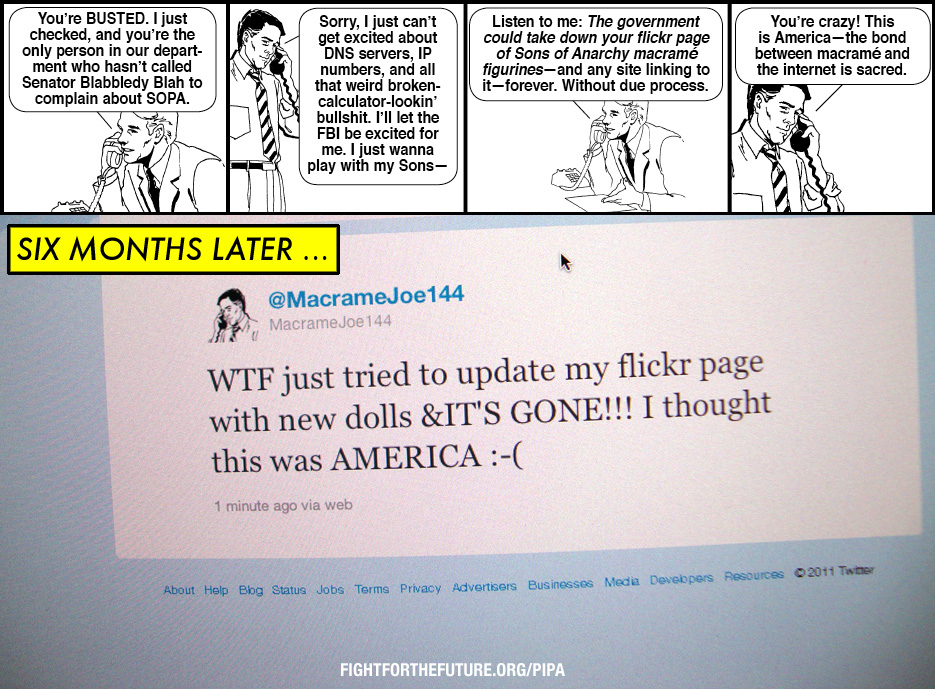 You're BUSTED. I just
checked, and you're the
only person in our depart-
ment who hasn't called
Senator Blabbledy Blah to
complain about SOPA.
Sorry, I just can't
get excited about
DNS servers, IP
numbers, and all
that weird broken-
calculator-lookin'
bullshit. I'll let the
FBI be excited for
me. I just wanna
play with my Sons—
Listen to me: The government
could take down your flickr page
of Sons of Anarchy macramé
figurines—and any site linking to
it—forever. Without due process.
You're crazy! This
is America—the bond
between macramé and
the internet is sacred.
SIX MONTHS LATER ...
@MacrameJoe144
MacrameJoe144
WTF just tried to update my flickr page
with new dolls &IT'S GONE!!! I thought
this was AMERICA :-(
1 minute ago via web
About Help Blog Status Jobs Terms Privacy Advertisers Businesses Media Developers Resources © 2011 Twitter
FIGHTFORTHEFUTURE.ORG/PIPA